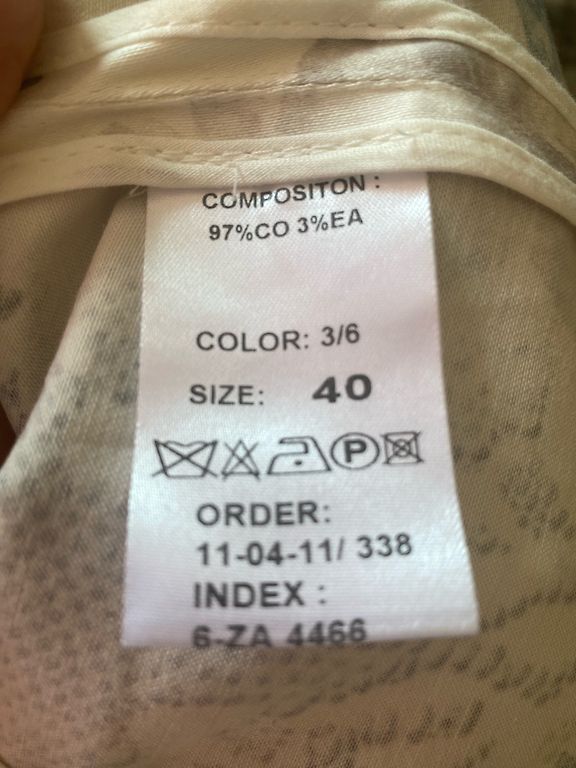 COMPOSITON :
97%CO 3%EA
COLOR: 3/6
SIZE: 40
P
ORDER:
11-04-11/ 338
INDEX :
6-ZA 4466